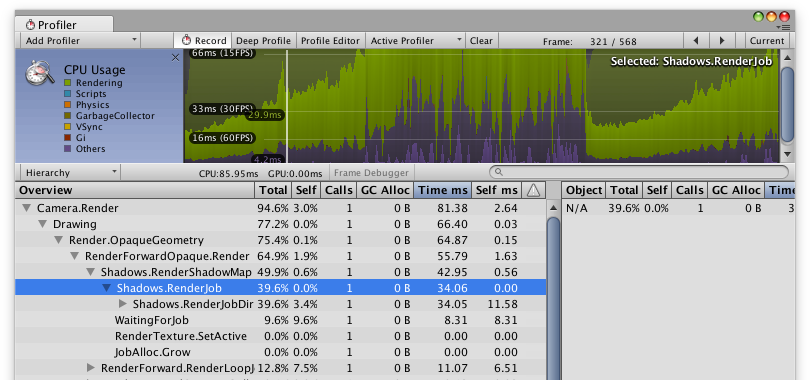 Profiler
Add Profiler Record Deep Profile Profile Editor Active Profiler Clear Frame: 321 / 568 Current
CPU Usage
Rendering
Scripts
Physics
GarbageCollector
VSync
Gi
Others
66ms (15FPS)
Selected: Shadows.RenderJob
33ms (30FPS)
29.9ms
16ms (60FPS)
4.2ms
Hierarchy CPU:85.95ms GPU:0.00ms Frame Debugger
Overview Total Self Calls GC Alloc Time ms Self ms Object Total Self Calls GC Alloc
Camera.Render 94.6% 3.0% 1 0 B 81.38 2.64 N/A 39.6% 0.0% 1 0 B 3
Drawing 77.2% 0.0% 1 0 B 66.40 0.03
Render.OpaqueGeometry 75.4% 0.1% 1 0 B 64.87 0.15
RenderForwardOpaque.Render 64.9% 1.9% 1 0 B 55.79 1.63
Shadows.RenderShadowMap 49.9% 0.6% 1 0 B 42.95 0.56
Shadows.RenderJob 39.6% 0.0% 1 0 B 34.06 0.00
Shadows.RenderJobDir 39.6% 3.4% 1 0 B 34.05 11.58
WaitingForJob 9.6% 9.6% 1 0 B 8.31 8.31
RenderTexture.SetActive 0.0% 0.0% 1 0 B 0.00 0.00
JobAlloc.Grow 0.0% 0.0% 1 0 B 0.00 0.00
RenderForward.RenderLoopJ 12.8% 7.5% 1 0 B 11.07 6.51